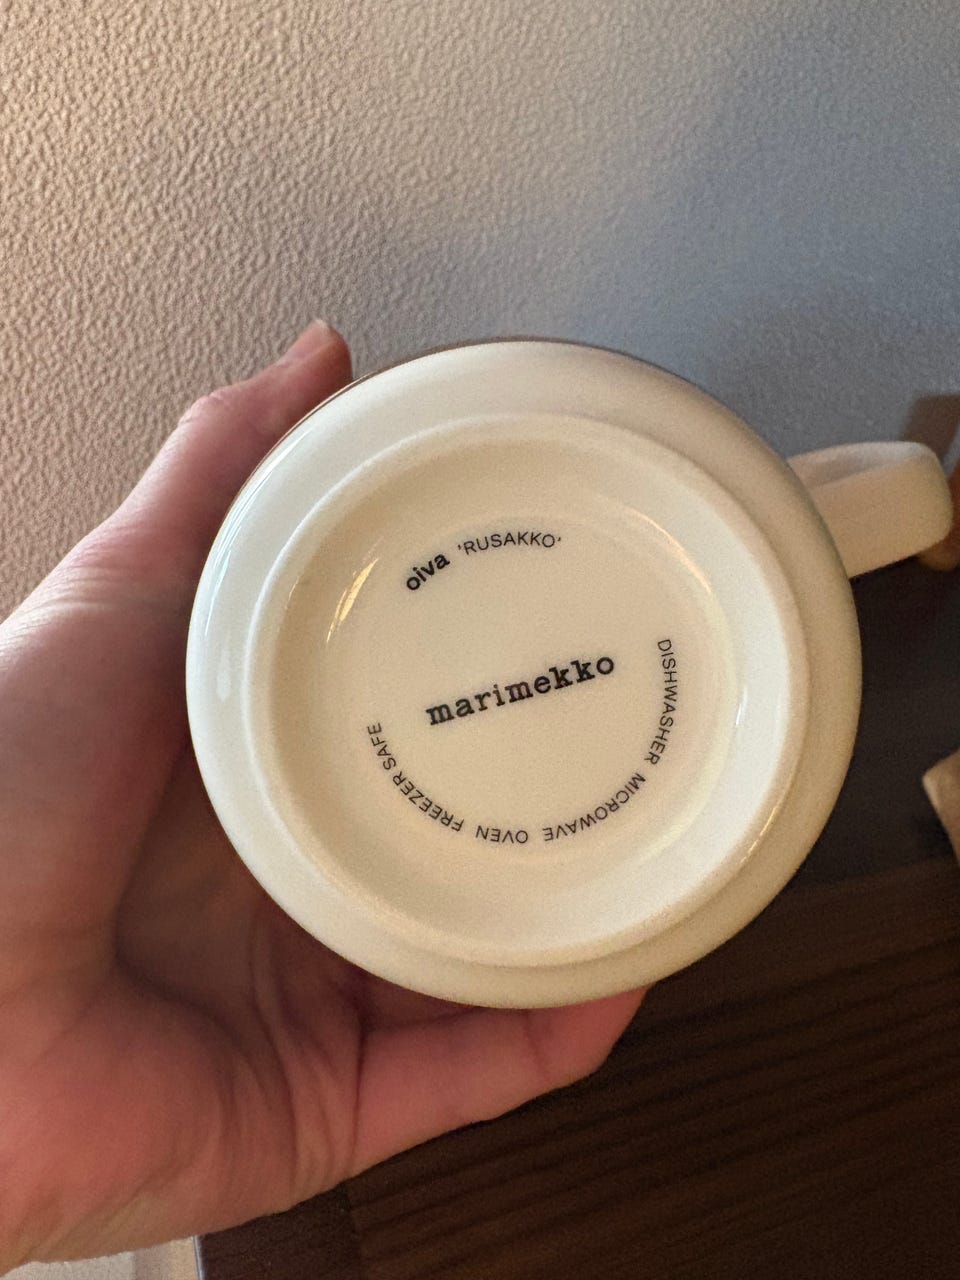 oiva 'RUSAKKO'
marimekko
DISHWASHER MICROWAVE OVEN FREEZER SAFE